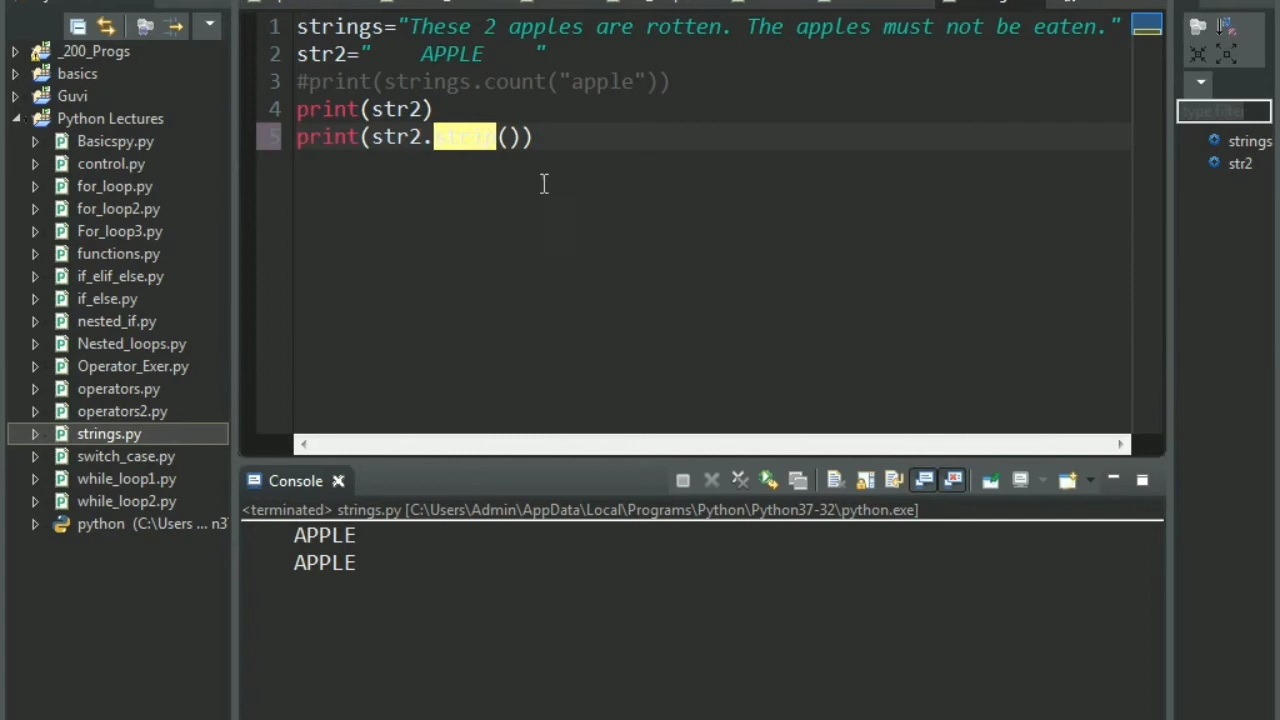 1 strings="These 2 apples are rotten. The apples must not be eaten."
2 str2="    APPLE    "
3 #print(strings.count("apple"))
4 print(str2)
5 print(str2.strip())
_200_Progs
basics
Guvi
Python Lectures
Basicspy.py
control.py
for_loop.py
for_loop2.py
For_loop3.py
functions.py
if_elif_else.py
if_else.py
nested_if.py
Nested_loops.py
Operator_Exer.py
operators.py
operators2.py
strings.py
switch_case.py
while_loop1.py
while_loop2.py
python (C:\Users ... n37
type filter
strings
str2
Console
<terminated> strings.py [C:\Users\Admin\AppData\Local\Programs\Python\Python37-32\python.exe]
    APPLE
    APPLE